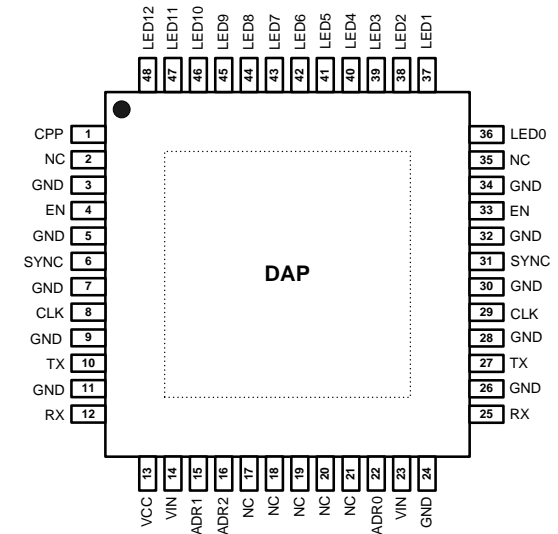 LED12 LED11 LED10 LED9 LED8 LED7 LED6 LED5 LED4 LED3 LED2 LED1
48 47 46 45 44 43 42 41 40 39 38 37
CPP 1 36 LED0
NC 2 35 NC
GND 3 34 GND
EN 4 33 EN
GND 5 32 GND
SYNC 6 31 SYNC
DAP
GND 7 30 GND
CLK 8 29 CLK
GND 9 28 GND
TX 10 27 TX
GND 11 26 GND
RX 12 25 RX
13 14 15 16 17 18 19 20 21 22 23 24
VCC VIN ADR1 ADR2 NC NC NC NC NC ADR0 VIN GND